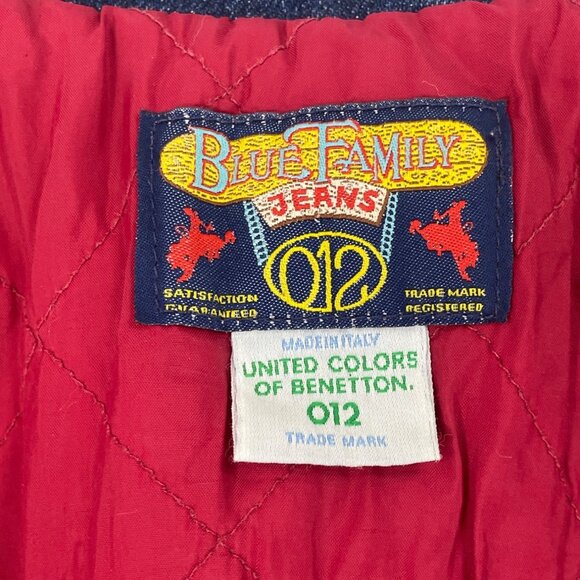 BLUE FAMILY
JEANS
012
SATISFACTION
GUARANTEED
TRADE MARK
REGISTERED
MADE IN ITALY
UNITED COLORS
OF BENETTON.
012
TRADE MARK